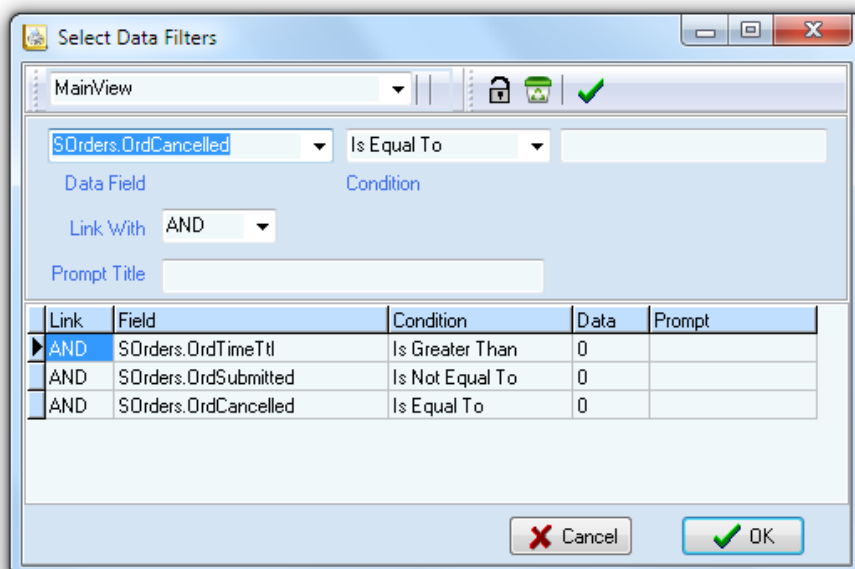 Select Data Filters
MainView
SOrders.OrdCancelled Is Equal To
Data Field Condition
Link With AND
Prompt Title
Link Field Condition Data Prompt
AND SOrders.OrdTimeTtl Is Greater Than 0
AND SOrders.OrdSubmitted Is Not Equal To 0
AND SOrders.OrdCancelled Is Equal To 0
Cancel OK